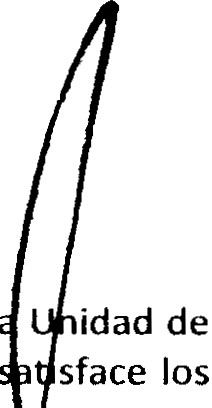 a Unidad de
satisface los